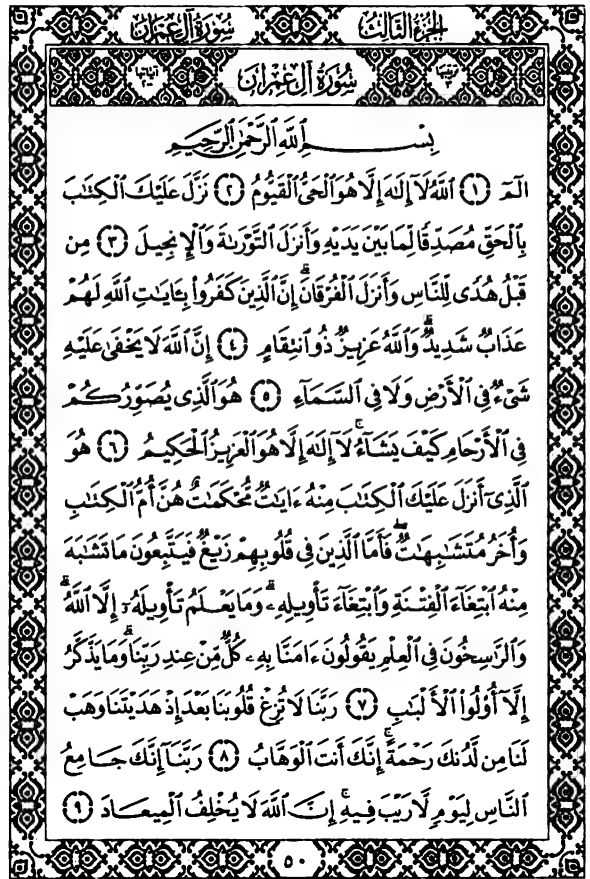 الجزء الثالث سورة آل عمران
ترتيبها سورة آل عمران آياتها
بسم الله الرحمن الرحيم
الٓمٓ ١ ٱللَّهُ لَآ إِلَٰهَ إِلَّا هُوَ ٱلْحَىُّ ٱلْقَيُّومُ ٢ نَزَّلَ عَلَيْكَ ٱلْكِتَٰبَ
بِٱلْحَقِّ مُصَدِّقًا لِّمَا بَيْنَ يَدَيْهِ وَأَنزَلَ ٱلتَّوْرَىٰةَ وَٱلْإِنجِيلَ ٣ مِن
قَبْلُ هُدًى لِّلنَّاسِ وَأَنزَلَ ٱلْفُرْقَانَ ۗ إِنَّ ٱلَّذِينَ كَفَرُوا۟ بِـَٔايَٰتِ ٱللَّهِ لَهُمْ
عَذَابٌ شَدِيدٌ ۗ وَٱللَّهُ عَزِيزٌ ذُو ٱنتِقَامٍ ٤ إِنَّ ٱللَّهَ لَا يَخْفَىٰ عَلَيْهِ
شَىْءٌ فِى ٱلْأَرْضِ وَلَا فِى ٱلسَّمَآءِ ٥ هُوَ ٱلَّذِى يُصَوِّرُكُمْ
فِى ٱلْأَرْحَامِ كَيْفَ يَشَآءُ ۚ لَآ إِلَٰهَ إِلَّا هُوَ ٱلْعَزِيزُ ٱلْحَكِيمُ ٦ هُوَ
ٱلَّذِىٓ أَنزَلَ عَلَيْكَ ٱلْكِتَٰبَ مِنْهُ ءَايَٰتٌ مُّحْكَمَٰتٌ هُنَّ أُمُّ ٱلْكِتَٰبِ
وَأُخَرُ مُتَشَٰبِهَٰتٌ ۖ فَأَمَّا ٱلَّذِينَ فِى قُلُوبِهِمْ زَيْغٌ فَيَتَّبِعُونَ مَا تَشَٰبَهَ
مِنْهُ ٱبْتِغَآءَ ٱلْفِتْنَةِ وَٱبْتِغَآءَ تَأْوِيلِهِۦ ۗ وَمَا يَعْلَمُ تَأْوِيلَهُۥٓ إِلَّا ٱللَّهُ ۗ
وَٱلرَّٰسِخُونَ فِى ٱلْعِلْمِ يَقُولُونَ ءَامَنَّا بِهِۦ كُلٌّ مِّنْ عِندِ رَبِّنَا ۗ وَمَا يَذَّكَّرُ
إِلَّآ أُو۟لُوا۟ ٱلْأَلْبَٰبِ ٧ رَبَّنَا لَا تُزِغْ قُلُوبَنَا بَعْدَ إِذْ هَدَيْتَنَا وَهَبْ
لَنَا مِن لَّدُنكَ رَحْمَةً ۚ إِنَّكَ أَنتَ ٱلْوَهَّابُ ٨ رَبَّنَآ إِنَّكَ جَامِعُ
ٱلنَّاسِ لِيَوْمٍ لَّا رَيْبَ فِيهِ ۚ إِنَّ ٱللَّهَ لَا يُخْلِفُ ٱلْمِيعَادَ ٩
٥٠